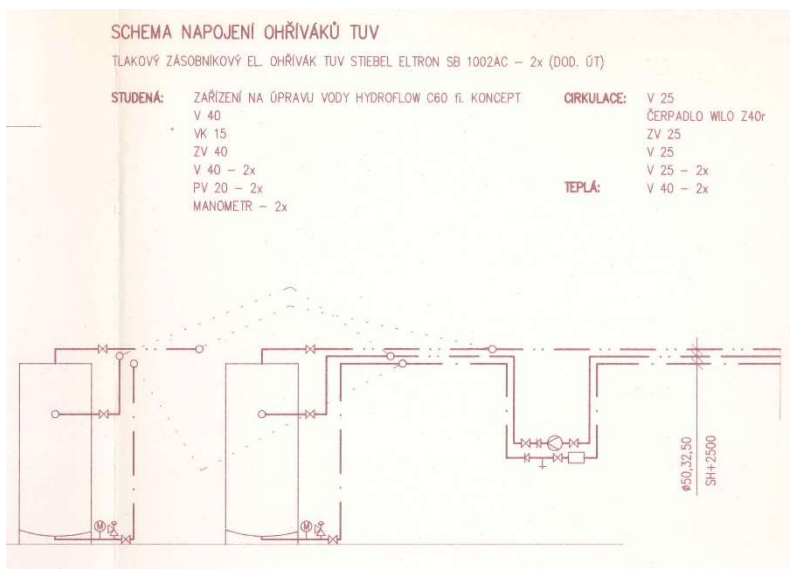 SCHEMA NAPOJENÍ OHŘÍVÁKŮ TUV
TLAKOVÝ ZÁSOBNÍKOVÝ EL. OHŘÍVÁK TUV STIEBEL ELTRON SB 1002AC – 2x (DOD. ÚT)
STUDENÁ: ZAŘÍZENÍ NA ÚPRAVU VODY HYDROFLOW C60 fi. KONCEPT
V 40
VK 15
ZV 40
V 40 – 2x
PV 20 – 2x
MANOMETR – 2x
CIRKULACE: V 25
ČERPADLO WILO Z40r
ZV 25
V 25
V 25 – 2x
TEPLÁ: V 40 – 2x
M
M
ø50,32,50
SH+2500